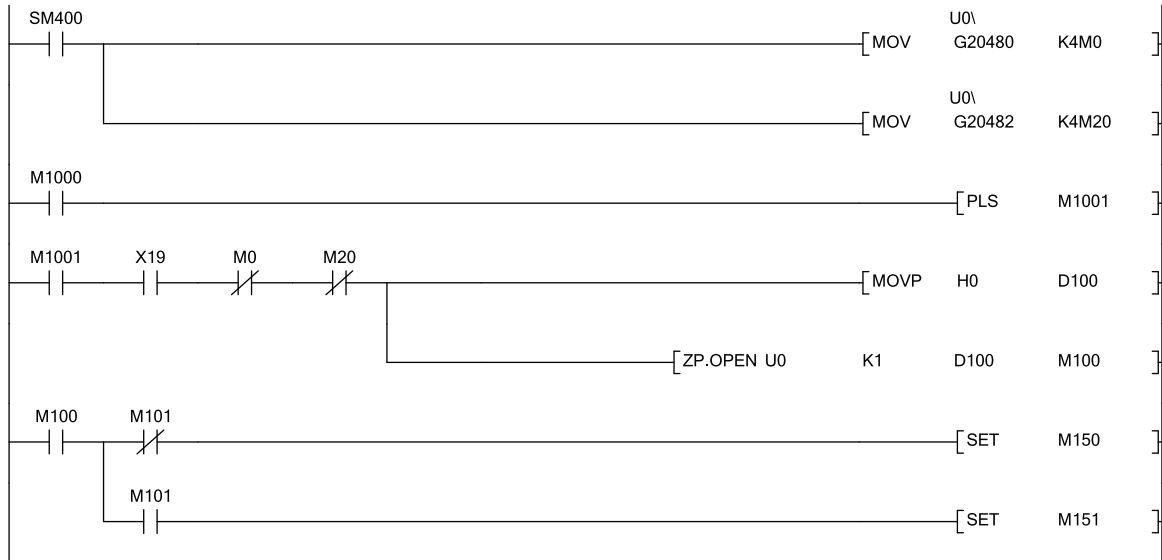 SM400
U0\
MOV G20480 K4M0
U0\
MOV G20482 K4M20
M1000
PLS M1001
M1001 X19 M0 M20
MOVP H0 D100
ZP.OPEN U0 K1 D100 M100
M100 M101
SET M150
M101
SET M151